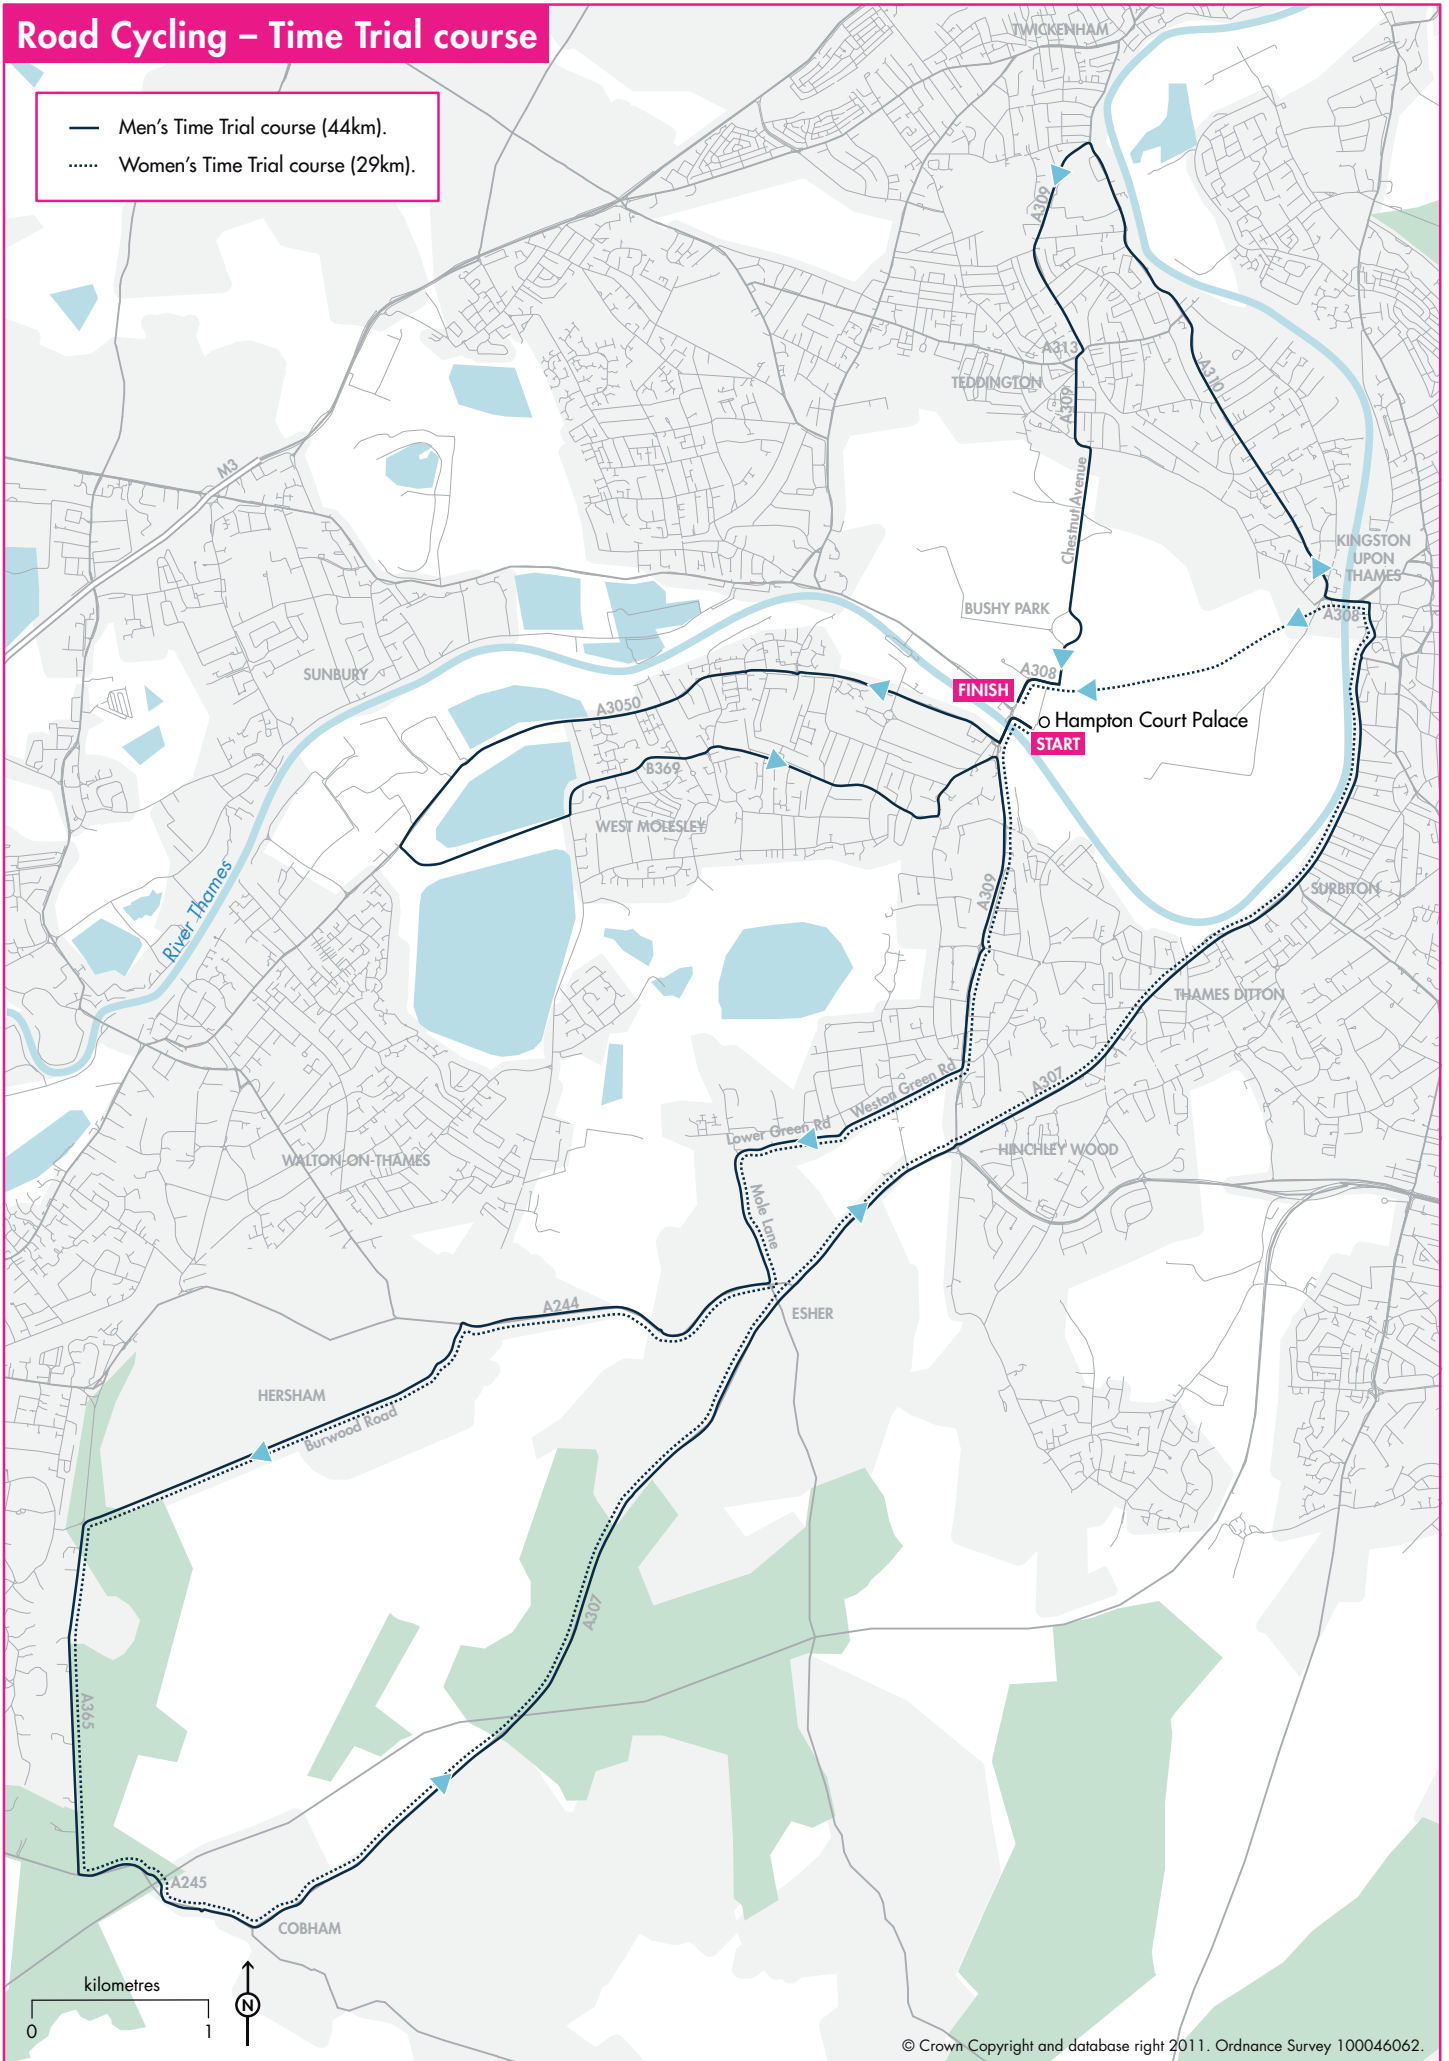 Road Cycling – Time Trial course
Men's Time Trial course (44km).
Women's Time Trial course (29km).
TWICKENHAM
A309
A313
TEDDINGTON
A309
A310
M3
Chestnut Avenue
KINGSTON
UPON
THAMES
BUSHY PARK
A308
SUNBURY
A308
FINISH
A3050
Hampton Court Palace
START
B369
WEST MOLESLEY
River Thames
A309
SURBITON
THAMES DITTON
A307
Weston Green Rd
Lower Green Rd
HINCHLEY WOOD
WALTON-ON-THAMES
Mole Lane
A244
ESHER
HERSHAM
Burwood Road
A307
A365
A245
COBHAM
kilometres
0 1
N
© Crown Copyright and database right 2011. Ordnance Survey 100046062.